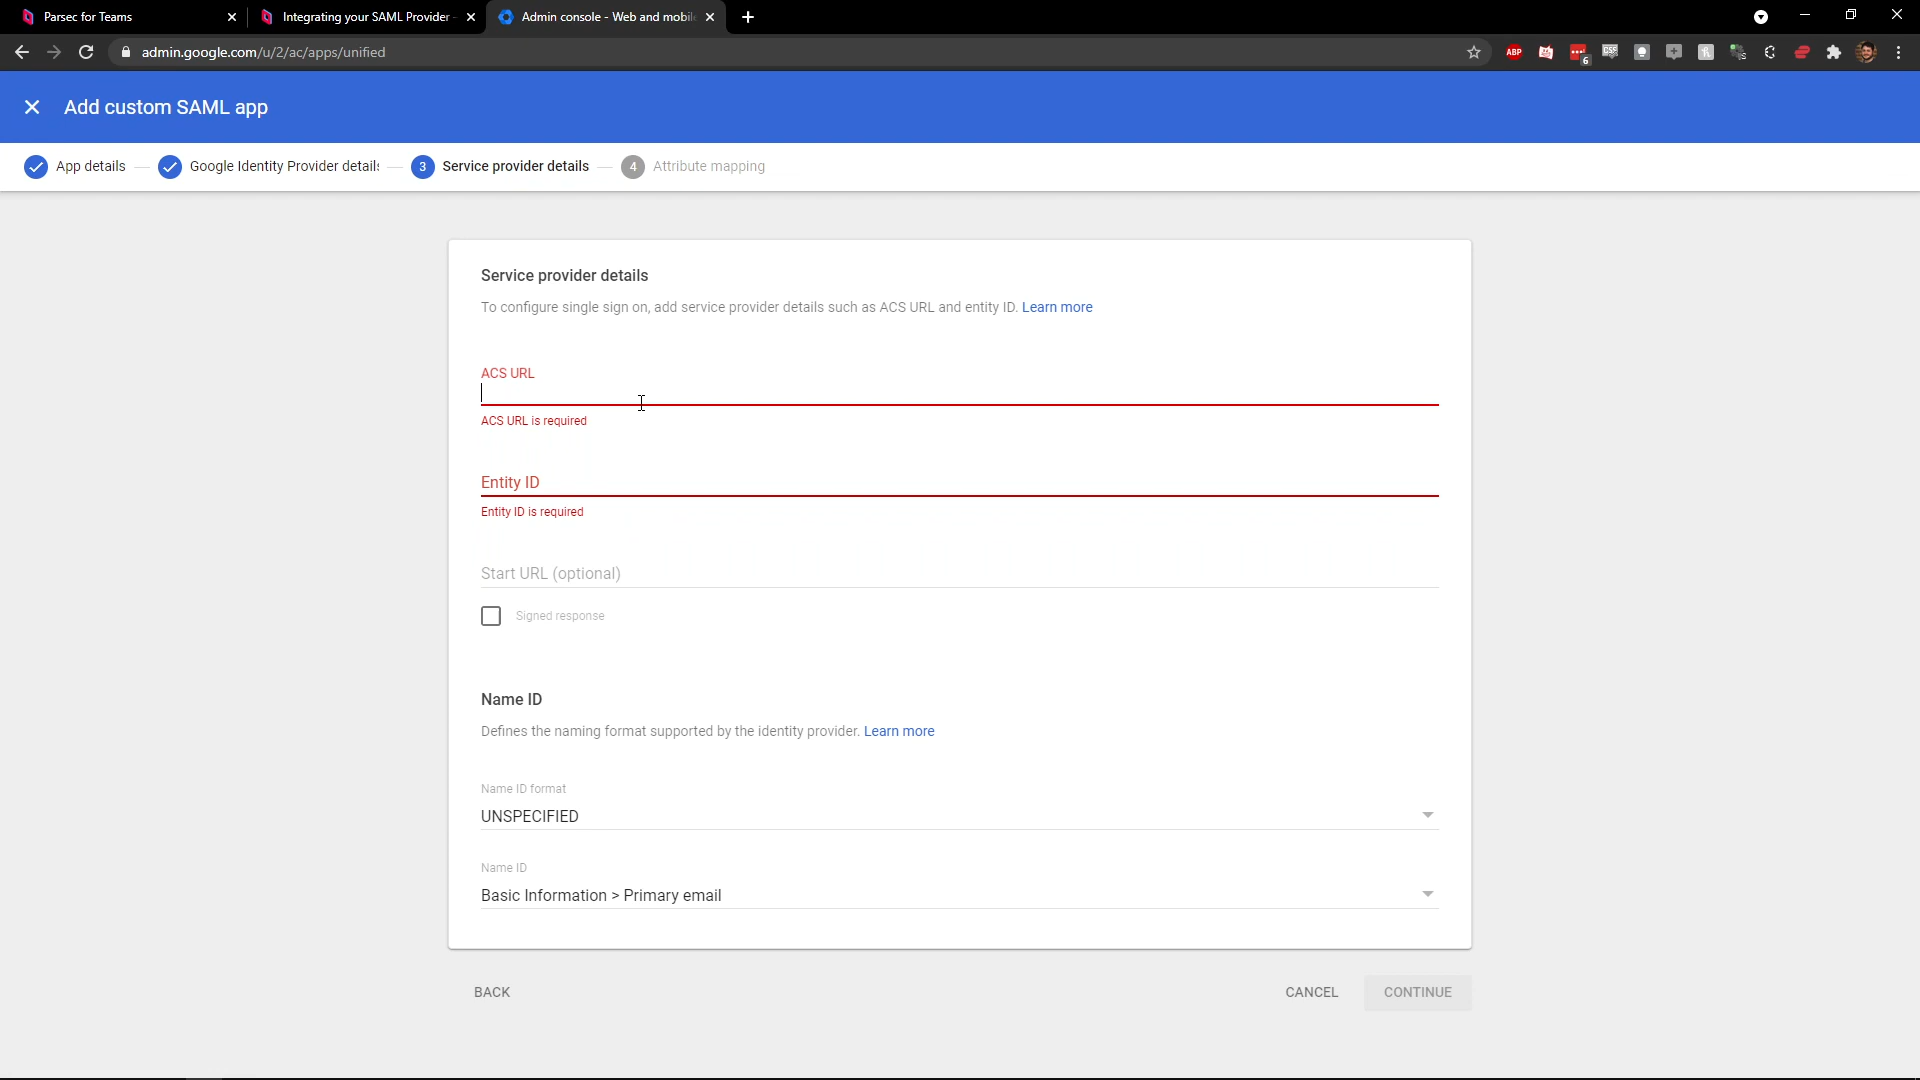 Parsec for Teams
Integrating your SAML Provider
Admin console - Web and mobil
admin.google.com/u/2/ac/apps/unified
ABP
6
CSP
Add custom SAML app
App details
Google Identity Provider details
3 Service provider details
4 Attribute mapping
Service provider details
To configure single sign on, add service provider details such as ACS URL and entity ID. Learn more
ACS URL
ACS URL is required
Entity ID
Entity ID is required
Start URL (optional)
Signed response
Name ID
Defines the naming format supported by the identity provider. Learn more
Name ID format
UNSPECIFIED
Name ID
Basic Information > Primary email
BACK
CANCEL
CONTINUE